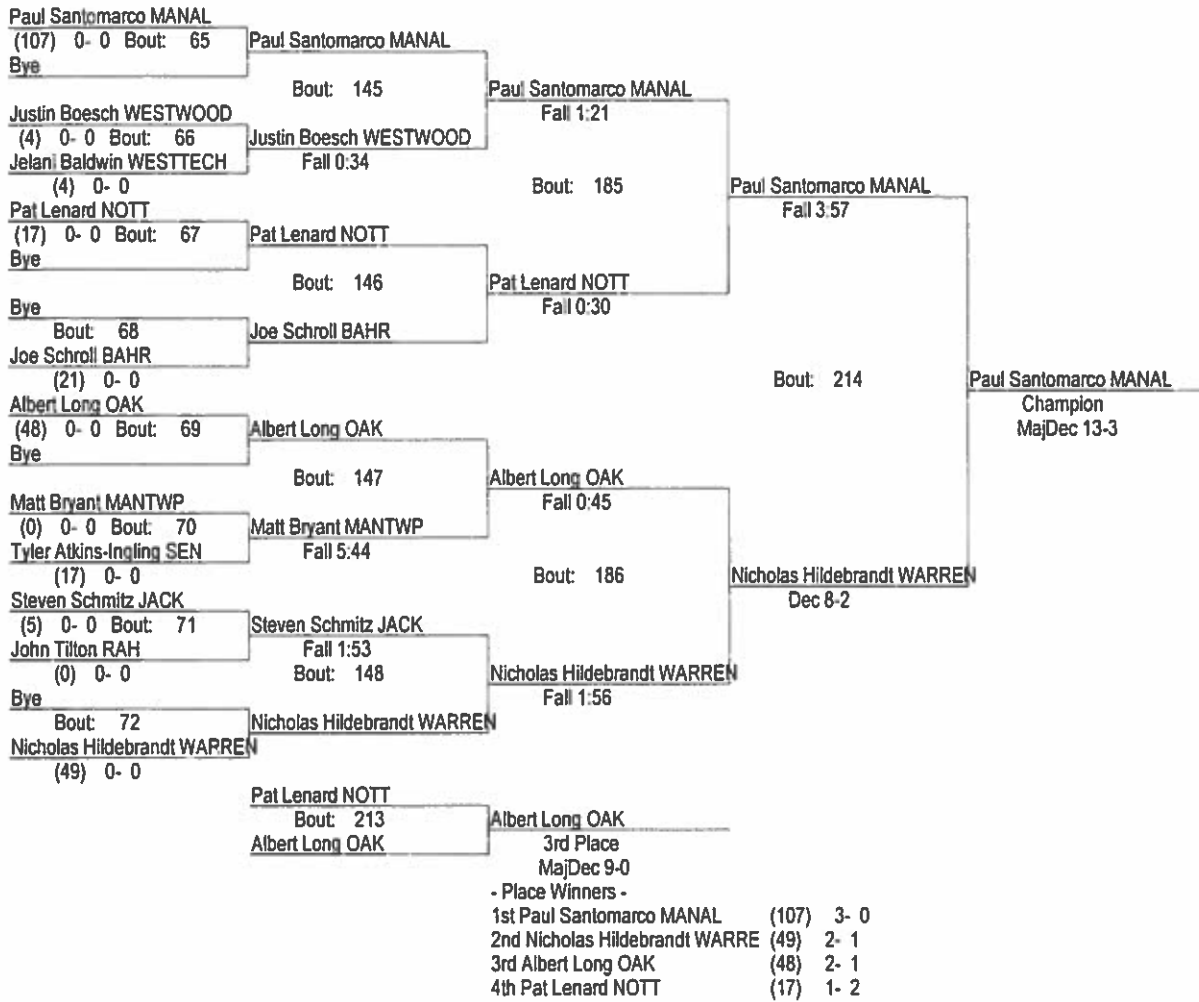 Paul Santomarco MANAL
(107) 0- 0 Bout: 65
Bye
Paul Santomarco MANAL
Bout: 145
Justin Boesch WESTWOOD
(4) 0- 0 Bout: 66
Jelani Baldwin WESTTECH
(4) 0- 0
Justin Boesch WESTWOOD
Fall 0:34
Paul Santomarco MANAL
Fall 1:21
Bout: 185
Pat Lenard NOTT
(17) 0- 0 Bout: 67
Bye
Pat Lenard NOTT
Bout: 146
Bye
Bout: 68
Joe Schroll BAHR
(21) 0- 0
Joe Schroll BAHR
Pat Lenard NOTT
Fall 0:30
Paul Santomarco MANAL
Fall 3:57
Bout: 214
Albert Long OAK
(48) 0- 0 Bout: 69
Bye
Albert Long OAK
Bout: 147
Matt Bryant MANTWP
(0) 0- 0 Bout: 70
Tyler Atkins-Ingling SEN
(17) 0- 0
Matt Bryant MANTWP
Fall 5:44
Albert Long OAK
Fall 0:45
Bout: 186
Steven Schmitz JACK
(5) 0- 0 Bout: 71
John Tilton RAH
(0) 0- 0
Steven Schmitz JACK
Fall 1:53
Bout: 148
Bye
Bout: 72
Nicholas Hildebrandt WARREN
(49) 0- 0
Nicholas Hildebrandt WARREN
Nicholas Hildebrandt WARREN
Fall 1:56
Nicholas Hildebrandt WARREN
Dec 8-2
Paul Santomarco MANAL
Champion
MajDec 13-3
Pat Lenard NOTT
Bout: 213
Albert Long OAK
Albert Long OAK
3rd Place
MajDec 9-0
- Place Winners -
1st Paul Santomarco MANAL (107) 3- 0
2nd Nicholas Hildebrandt WARRE (49) 2- 1
3rd Albert Long OAK (48) 2- 1
4th Pat Lenard NOTT (17) 1- 2